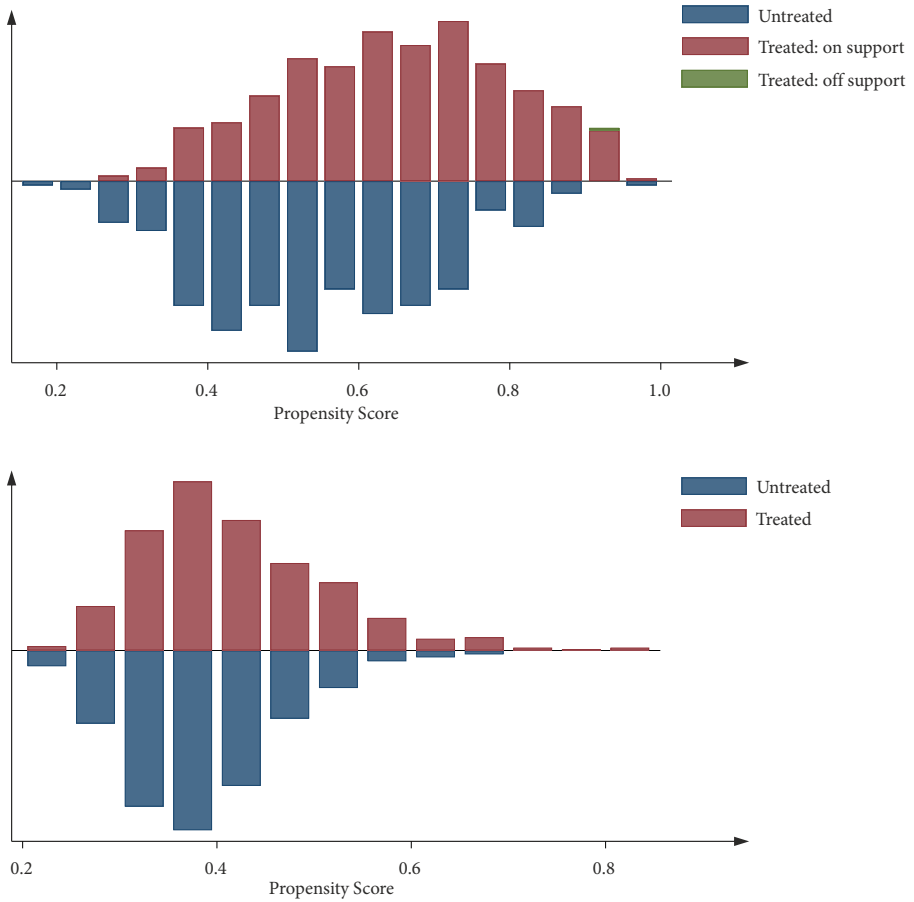 Untreated
Treated: on support
Treated: off support
0.2
0.4
0.6
0.8
1.0
Propensity Score
Untreated
Treated
0.2
0.4
0.6
0.8
Propensity Score